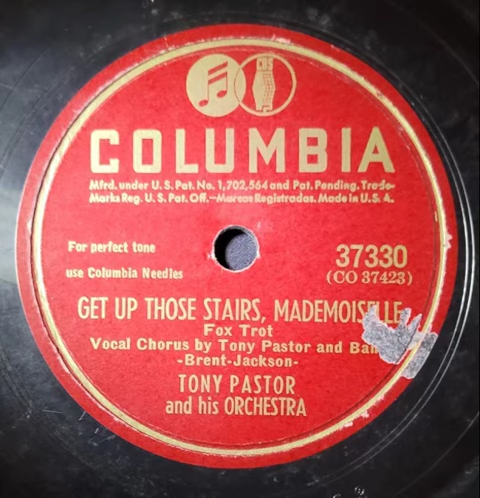 COLUMBIA
Mfrd. under U.S. Pat. No. 1,702,564 and Pat. Pending. Trade-
Marks Reg. U.S. Pat. Off.—Marcas Registradas. Made in U.S.A.
For perfect tone
use Columbia Needles
37330
(CO 37423)
GET UP THOSE STAIRS, MADEMOISELLE
Fox Trot
Vocal Chorus by Tony Pastor and
-Brent-Jackson-
TONY PASTOR
and his ORCHESTRA